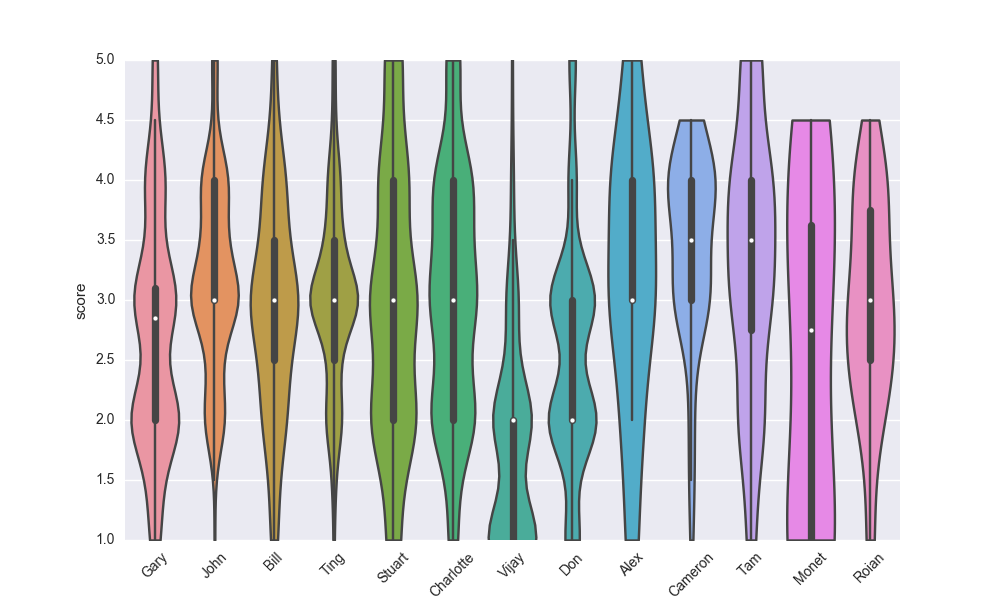 5.0
4.5
4.0
3.5
3.0
2.5
2.0
1.5
1.0
score
Gary
John
Bill
Ting
Stuart
Charlotte
Vijay
Don
Alex
Cameron
Tam
Monet
Roian